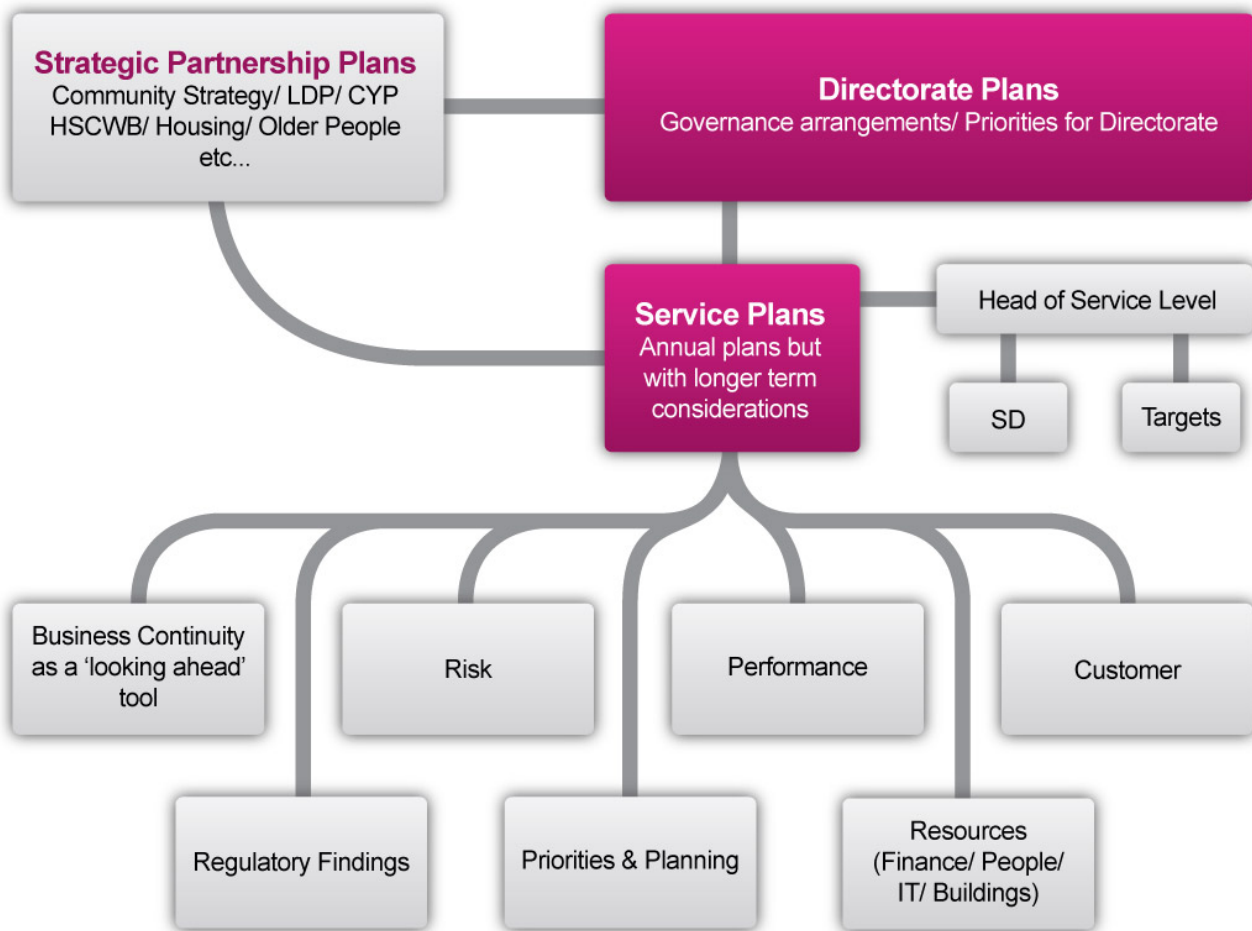 Strategic Partnership Plans
Community Strategy/ LDP/ CYP
HSCWB/ Housing/ Older People
etc...
Directorate Plans
Governance arrangements/ Priorities for Directorate
Service Plans
Annual plans but
with longer term
considerations
Head of Service Level
SD
Targets
Business Continuity
as a ‘looking ahead’
tool
Risk
Performance
Customer
Regulatory Findings
Priorities & Planning
Resources
(Finance/ People/
IT/ Buildings)